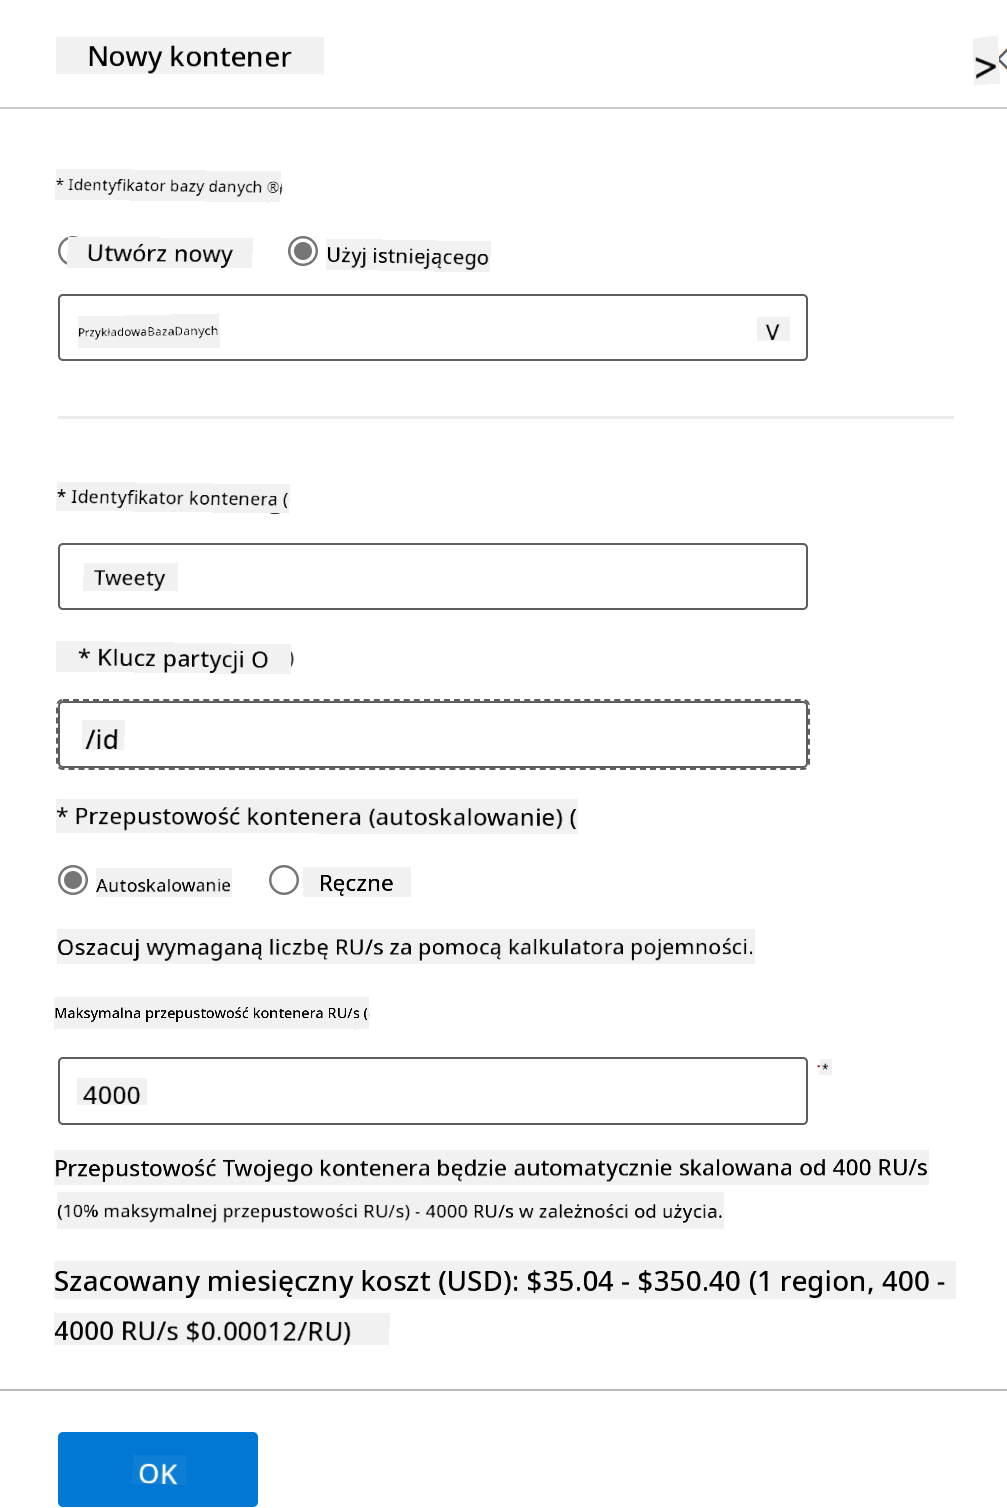 Nowy kontener
>
* Identyfikator bazy danych ®
Utwórz nowy Użyj istniejącego
PrzykładowaBazaDanych V
* Identyfikator kontenera (
Tweety
* Klucz partycji O
/id
* Przepustowość kontenera (autoskalowanie) (
Autoskalowanie Ręczne
Oszacuj wymaganą liczbę RU/s za pomocą kalkulatora pojemności.
Maksymalna przepustowość kontenera RU/s (
4000 *
Przepustowość Twojego kontenera będzie automatycznie skalowana od 400 RU/s
(10% maksymalnej przepustowości RU/s) - 4000 RU/s w zależności od użycia.
Szacowany miesięczny koszt (USD): $35.04 - $350.40 (1 region, 400 -
4000 RU/s $0.00012/RU)
OK